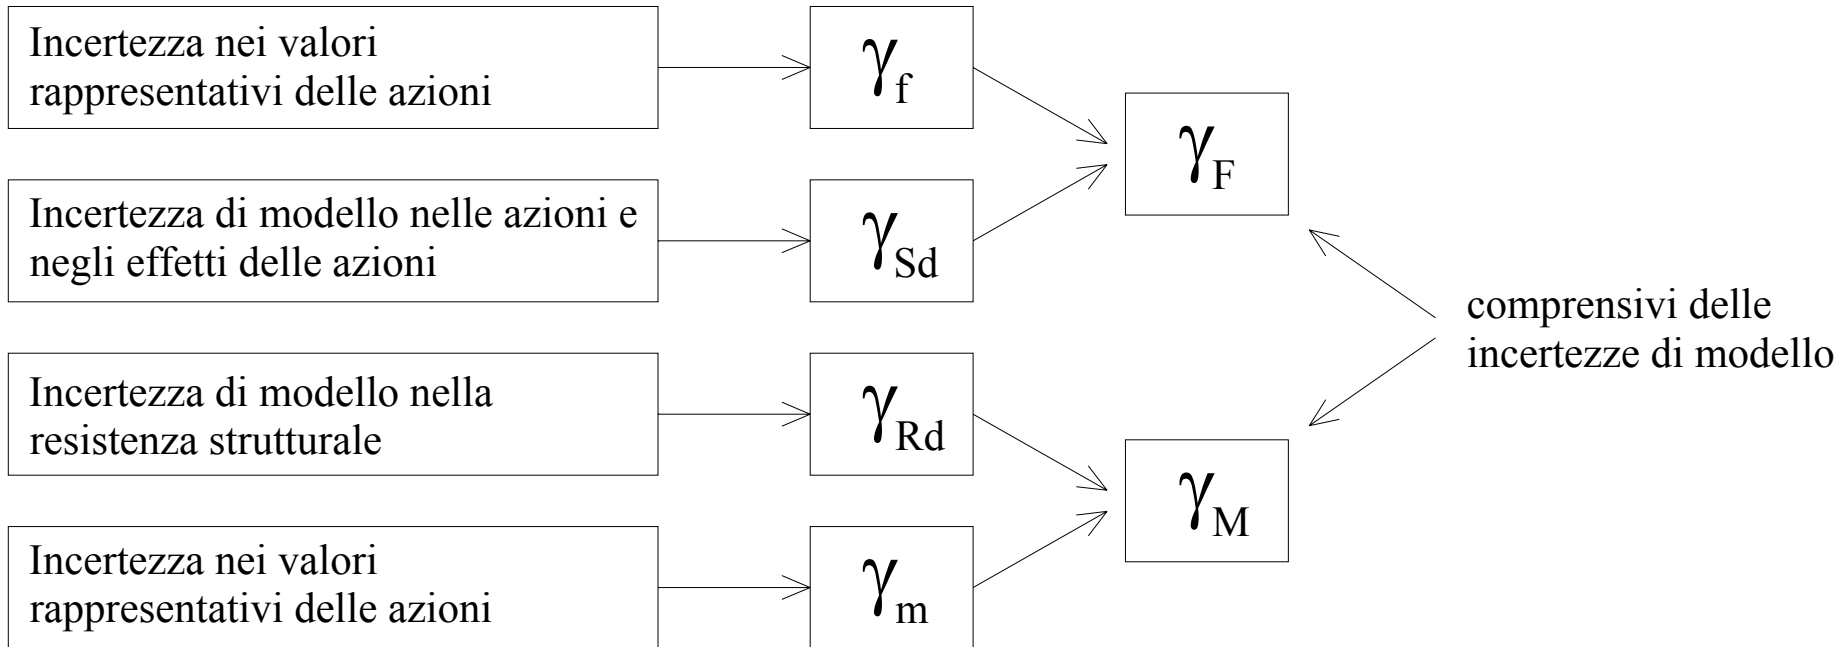 Incertezza nei valori
rappresentativi delle azioni
γf
Incertezza di modello nelle azioni e
negli effetti delle azioni
γSd
γF
Incertezza di modello nella
resistenza strutturale
γRd
Incertezza nei valori
rappresentativi delle azioni
γm
γM
comprensivi delle
incertezze di modello